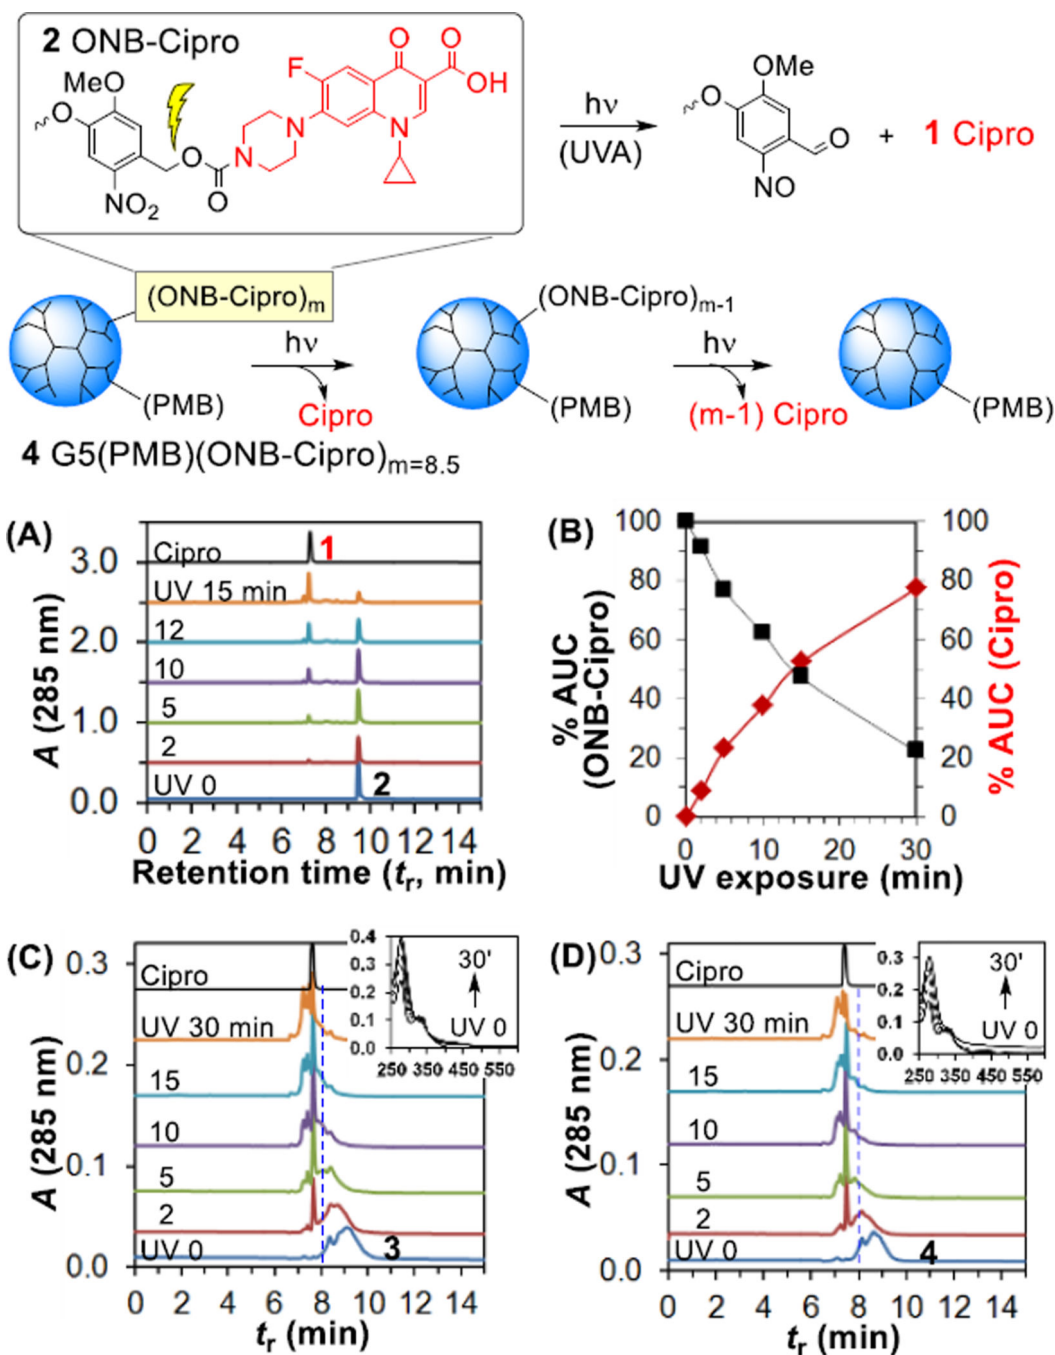 2 ONB-Cipro
MeO
O
NO₂
O
O
N
N
F
O
O
OH
N
hν
(UVA)
OMe
O
O
NO
+ 1 Cipro
(ONB-Cipro)m
(PMB)
hν
Cipro
(ONB-Cipro)m-1
(PMB)
hν
(m-1) Cipro
(PMB)
4 G5(PMB)(ONB-Cipro)m=8.5
(A)
A (285 nm)
3.0
2.0
1.0
0.0
Cipro
1
UV 15 min
12
10
5
2
UV 0
2
0 2 4 6 8 10 12 14
Retention time (tr, min)
(B)
% AUC
(ONB-Cipro)
100
80
60
40
20
0
100
80
60
40
20
0
% AUC (Cipro)
0 10 20 30
UV exposure (min)
(C)
A (285 nm)
0.3
0.2
0.1
0.0
Cipro
UV 30 min
15
10
5
2
UV 0
3
0.4
0.3
0.2
0.1
0.0
30'
UV 0
250 350 450 550
0 2 4 6 8 10 12 14
tr (min)
(D)
A (285 nm)
0.3
0.2
0.1
0.0
Cipro
UV 30 min
15
10
5
2
UV 0
4
0.3
0.2
0.1
0.0
30'
UV 0
250 350 450 550
0 2 4 6 8 10 12 14
tr (min)